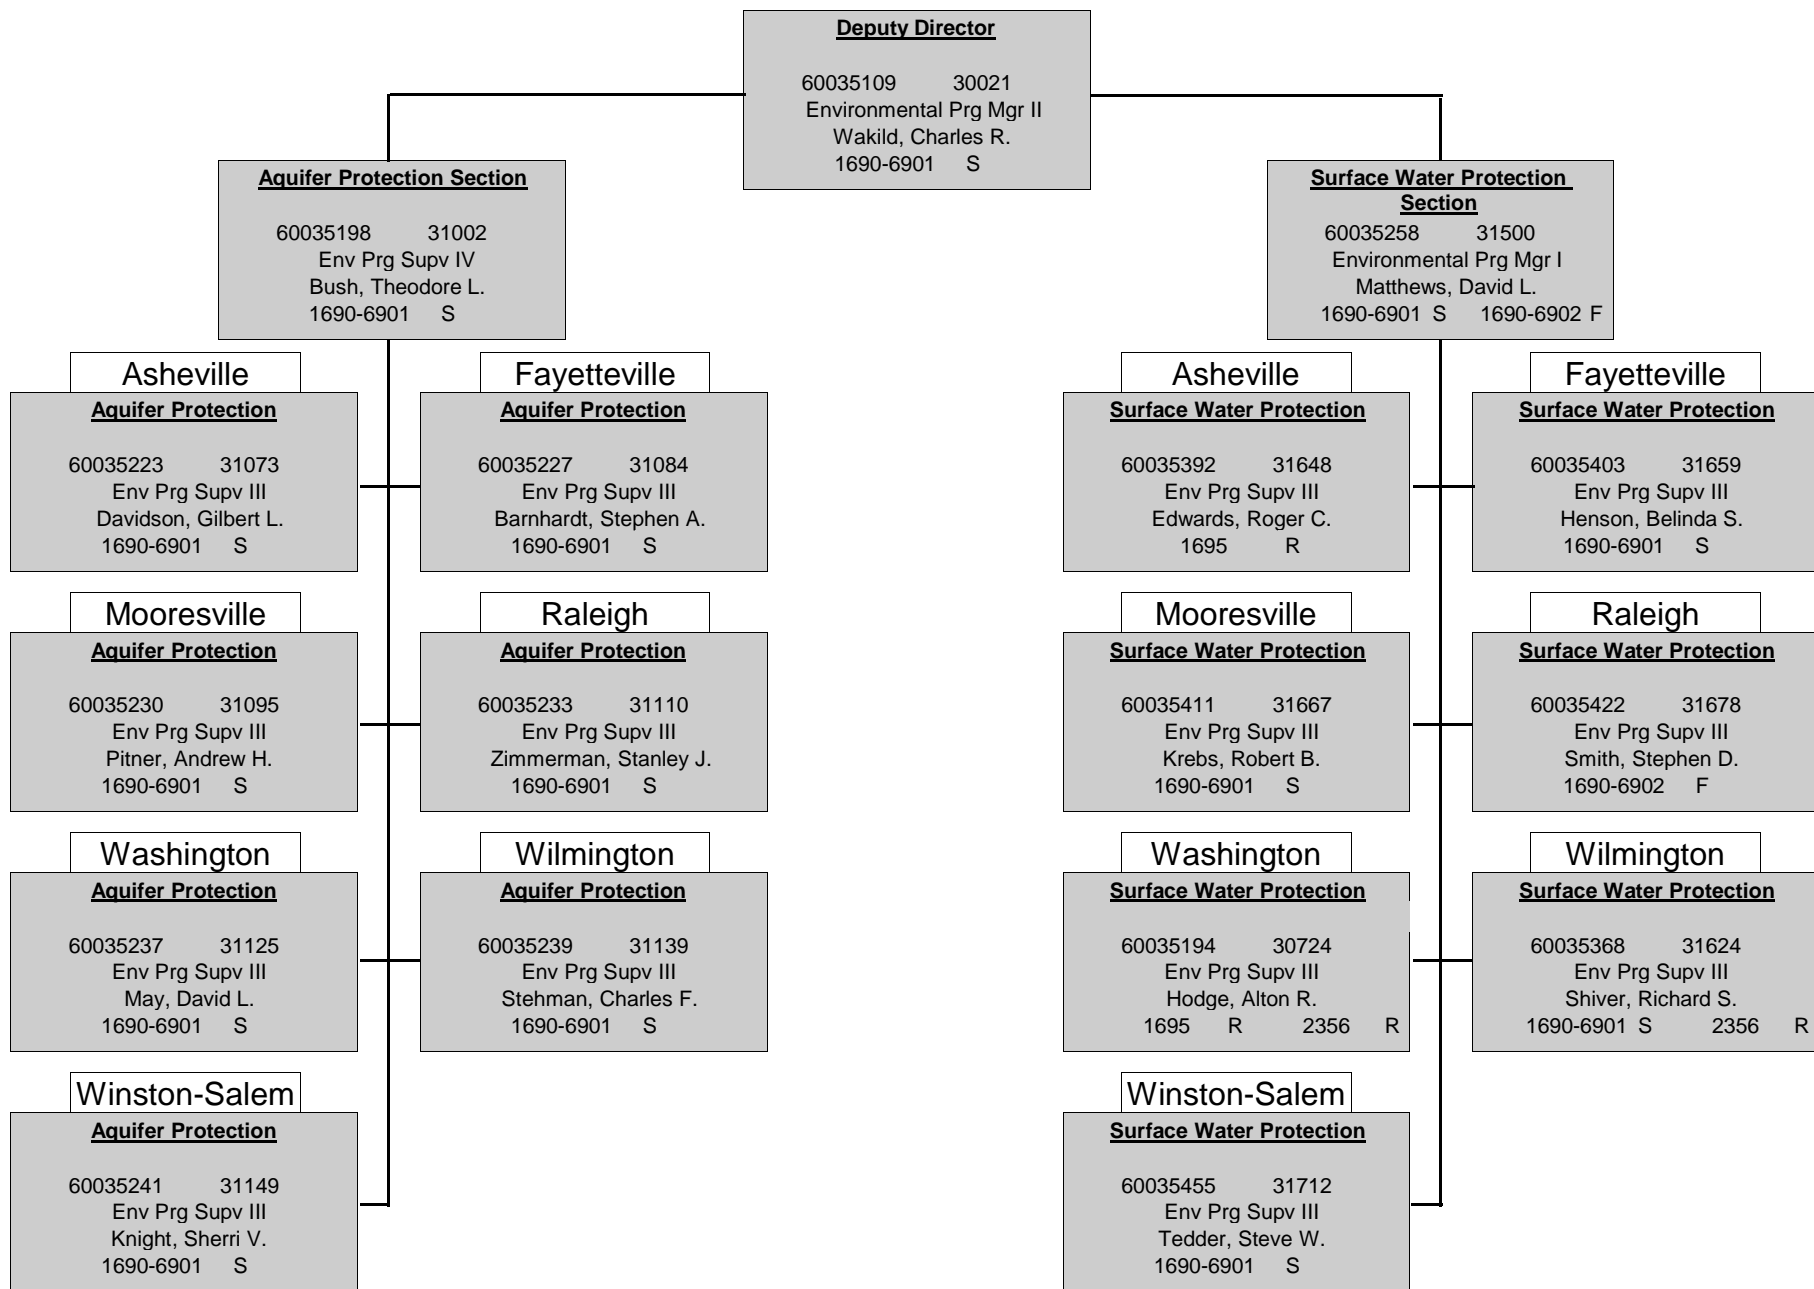 Deputy Director
60035109 30021
Environmental Prg Mgr II
Wakild, Charles R.
1690-6901 S
Aquifer Protection Section
60035198 31002
Env Prg Supv IV
Bush, Theodore L.
1690-6901 S
Surface Water Protection
Section
60035258 31500
Environmental Prg Mgr I
Matthews, David L.
1690-6901 S 1690-6902 F
Asheville
Aquifer Protection
60035223 31073
Env Prg Supv III
Davidson, Gilbert L.
1690-6901 S
Fayetteville
Aquifer Protection
60035227 31084
Env Prg Supv III
Barnhardt, Stephen A.
1690-6901 S
Mooresville
Aquifer Protection
60035230 31095
Env Prg Supv III
Pitner, Andrew H.
1690-6901 S
Raleigh
Aquifer Protection
60035233 31110
Env Prg Supv III
Zimmerman, Stanley J.
1690-6901 S
Washington
Aquifer Protection
60035237 31125
Env Prg Supv III
May, David L.
1690-6901 S
Wilmington
Aquifer Protection
60035239 31139
Env Prg Supv III
Stehman, Charles F.
1690-6901 S
Winston-Salem
Aquifer Protection
60035241 31149
Env Prg Supv III
Knight, Sherri V.
1690-6901 S
Asheville
Surface Water Protection
60035392 31648
Env Prg Supv III
Edwards, Roger C.
1695 R
Fayetteville
Surface Water Protection
60035403 31659
Env Prg Supv III
Henson, Belinda S.
1690-6901 S
Mooresville
Surface Water Protection
60035411 31667
Env Prg Supv III
Krebs, Robert B.
1690-6901 S
Raleigh
Surface Water Protection
60035422 31678
Env Prg Supv III
Smith, Stephen D.
1690-6902 F
Washington
Surface Water Protection
60035194 30724
Env Prg Supv III
Hodge, Alton R.
1695 R 2356 R
Wilmington
Surface Water Protection
60035368 31624
Env Prg Supv III
Shiver, Richard S.
1690-6901 S 2356 R
Winston-Salem
Surface Water Protection
60035455 31712
Env Prg Supv III
Tedder, Steve W.
1690-6901 S